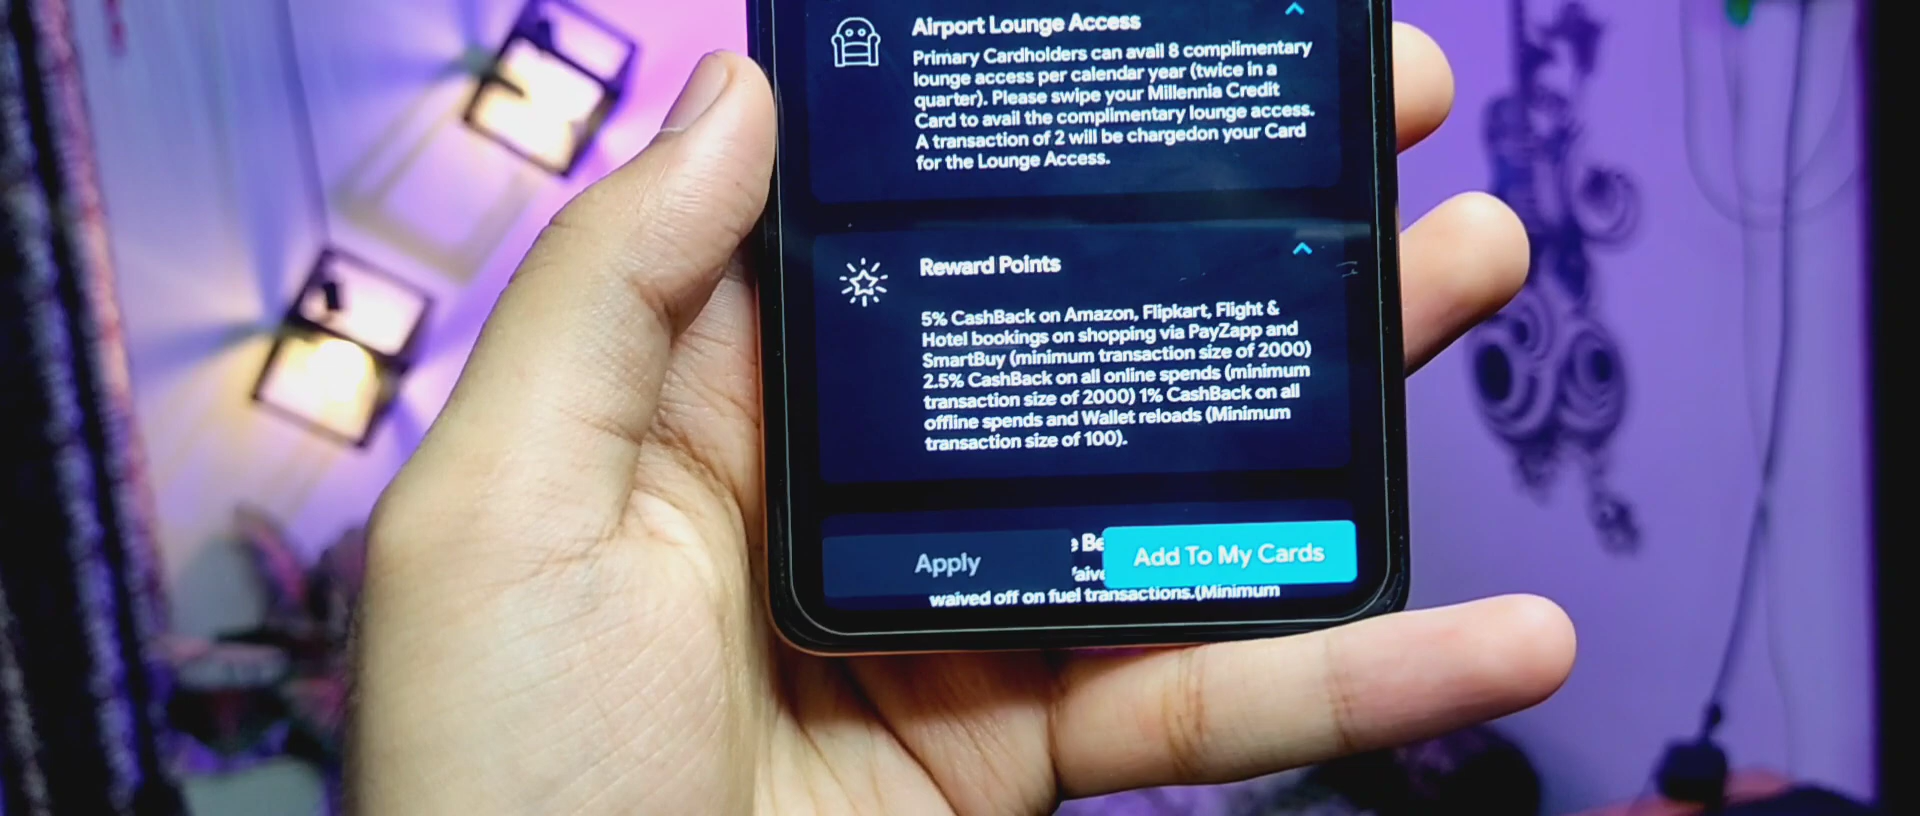 Airport Lounge Access
Primary Cardholders can avail 8 complimentary
lounge access per calendar year (twice in a
quarter). Please swipe your Millennia Credit
Card to avail the complimentary lounge access.
A transaction of 2 will be chargedon your Card
for the Lounge Access.
Reward Points
5% CashBack on Amazon, Flipkart, Flight &
Hotel bookings on shopping via PayZapp and
SmartBuy (minimum transaction size of 2000)
2.5% CashBack on all online spends (minimum
transaction size of 2000) 1% CashBack on all
offline spends and Wallet reloads (Minimum
transaction size of 100).
Apply
Add To My Cards
waived off on fuel transactions.(Minimum